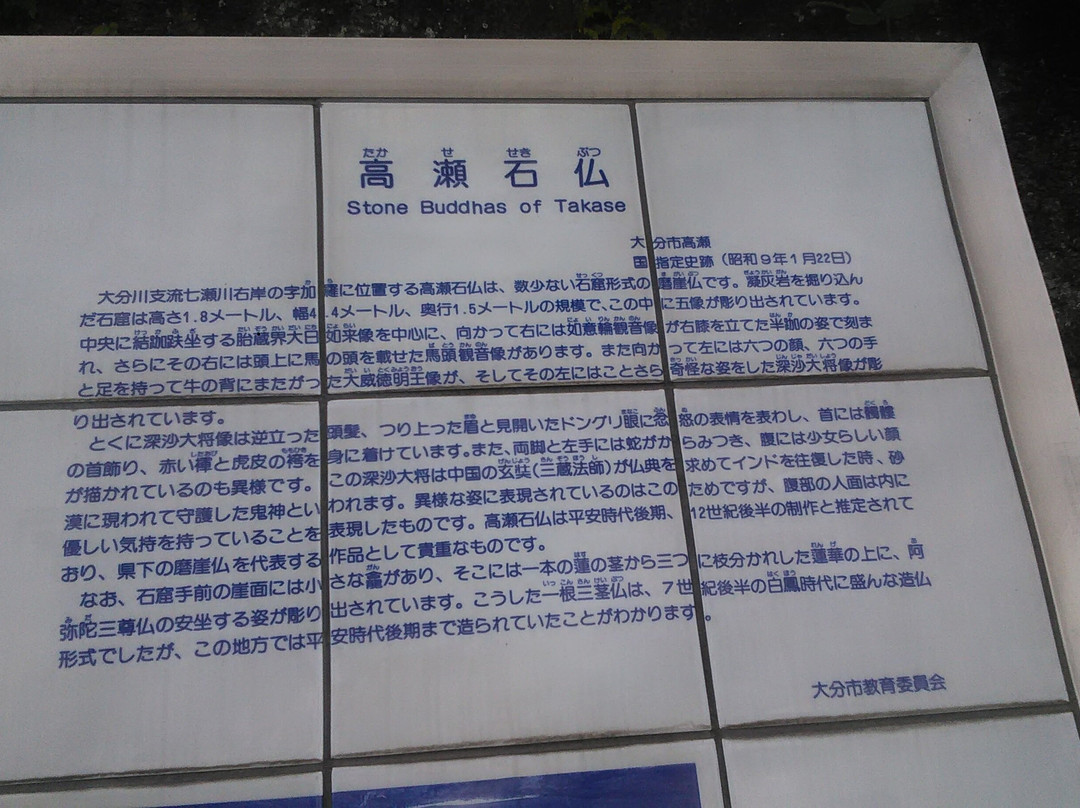 高瀬石仏
Stone Buddhas of Takase
大分市高瀬
国指定史跡（昭和９年１月22日）
大分川支流七瀬川右岸の字加に位置する高瀬石仏は、数少ない石窟形式の磨崖仏です。凝灰岩を掘り込ん
だ石窟は高さ1.8メートル、幅4.4メートル、奥行1.5メートルの規模で、この中に五像が彫り出されています。
中央に結跏趺坐する胎蔵界大日如来像を中心に、向かって右には如意輪観音像が右膝を立てた半跏の姿で刻ま
れ、さらにその右には頭上に馬の頭を載せた馬頭観音像があります。また向かって左には六つの顔、六つの手
と足を持って牛の背にまたがった大威徳明王像が、そしてその左にはことさら奇怪な姿をした深沙大将像が彫
り出されています。
とくに深沙大将像は逆立った頭髪、つり上った眉と見開いたドングリ眼に忿怒の表情を表わし、首には髑髏
の首飾り、赤い褌と虎皮の袴を身に着けています。また、両脚と左手には蛇がからみつき、腹には少女らしい顔
が描かれているのも異様です。この深沙大将は中国の玄奘（三蔵法師）が仏典を求めてインドを往復した時、砂
漠に現われて守護した鬼神といわれます。異様な姿に表現されているのはこのためですが、腹部の人面は内に
優しい気持を持っていることを表現したものです。高瀬石仏は平安時代後期、12世紀後半の制作と推定されて
おり、県下の磨崖仏を代表する作品として貴重なものです。
なお、石窟手前の崖面には小さな龕があり、そこには一本の蓮の茎から三つに枝分かれした蓮華の上に、阿
弥陀三尊仏の安坐する姿が彫り出されています。こうした一根三茎仏は、７世紀後半の白鳳時代に盛んな造仏
形式でしたが、この地方では平安時代後期まで造られていたことがわかります。
大分市教育委員会